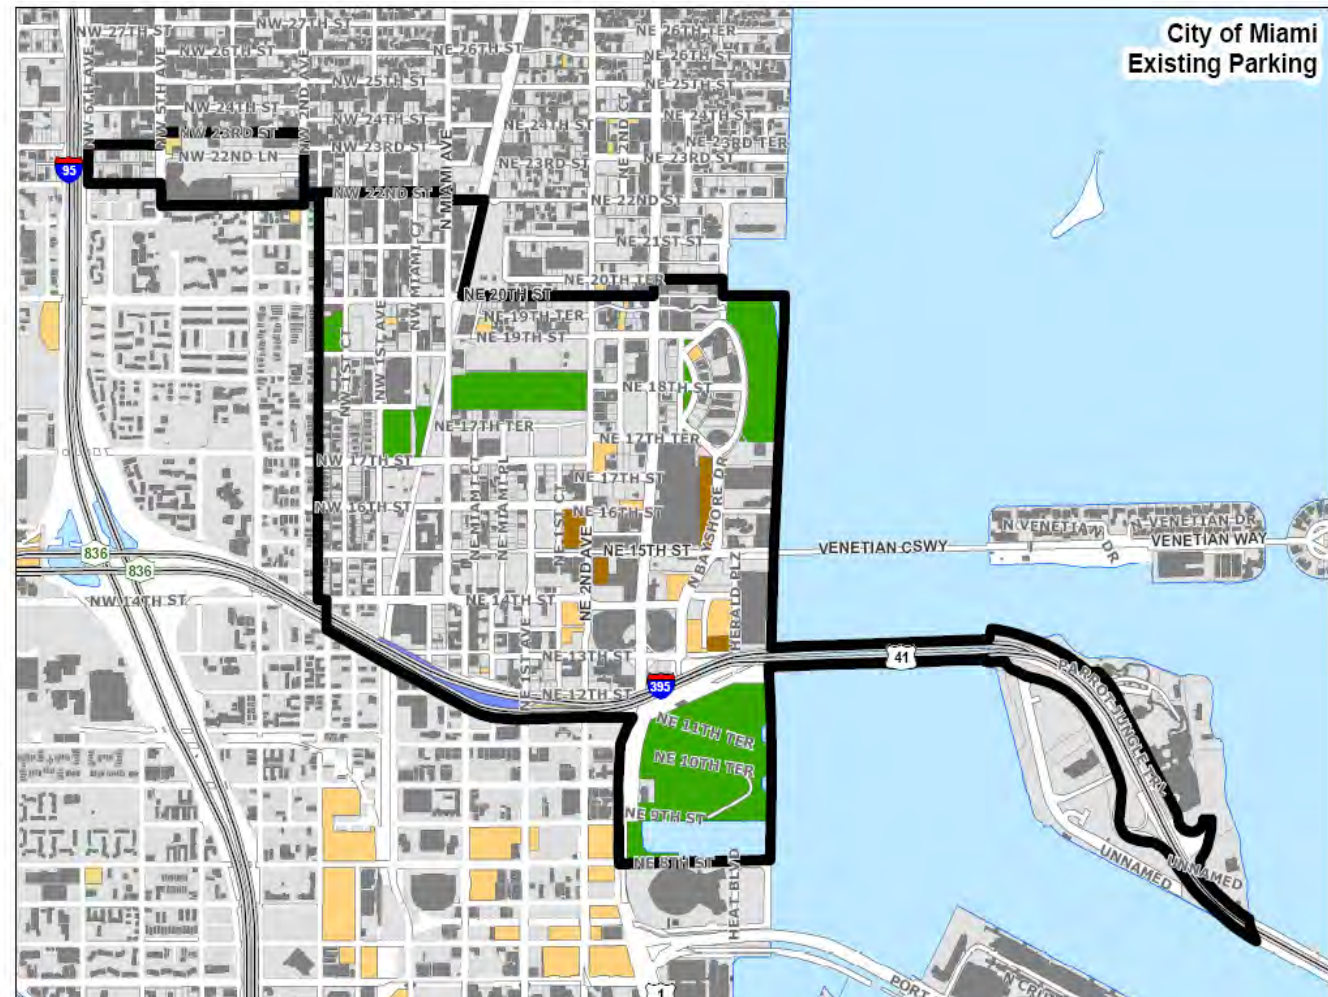 City of Miami
Existing Parking
NW 27TH ST
NW 27TH ST
NE 26TH TER
NW 26TH ST
NE 26TH ST
NE 26TH ST
NW 6TH AVE
NW 5TH AVE
NW 2ND AVE
NW 25TH ST
NE 25TH ST
NW 24TH ST
NW 24TH ST
NE 24TH ST
NE 24TH ST
NE 2ND CT
N MIAMI AVE
NW 23RD ST
NW 23RD ST
NE 23RD TER
NW 22ND LN
NE 23RD ST
NE 23RD ST
95
NW 22ND ST
NE 22ND ST
NE 21ST ST
NW MIAMI CT
NE 20TH TER
NE 20TH ST
NE 19TH TER
NE 19TH ST
NW 1ST CT
NW 1ST AVE
NE 18TH ST
NE 17TH TER
NE 17TH TER
NW 17TH ST
NE 17TH ST
NE MIAMI CT
NE MIAMI PL
NE 1ST CT
NE 2ND AVE
N BAYSHORE DR
NW 16TH ST
NE 16TH ST
NE 15TH ST
VENETIAN CSWY
N VENETIAN DR
N VENETIAN DR
VENETIAN WAY
836
836
HERALD PLZ
NW 14TH ST
NE 14TH ST
NE 1ST AVE
NE 13TH ST
41
395
NE 12TH ST
PARROT JUNGLE TRL
NE 11TH TER
NE 10TH TER
NE 9TH ST
NE 8TH ST
UNNAMED
UNNAMED
HEAT BLVD
1
PORT